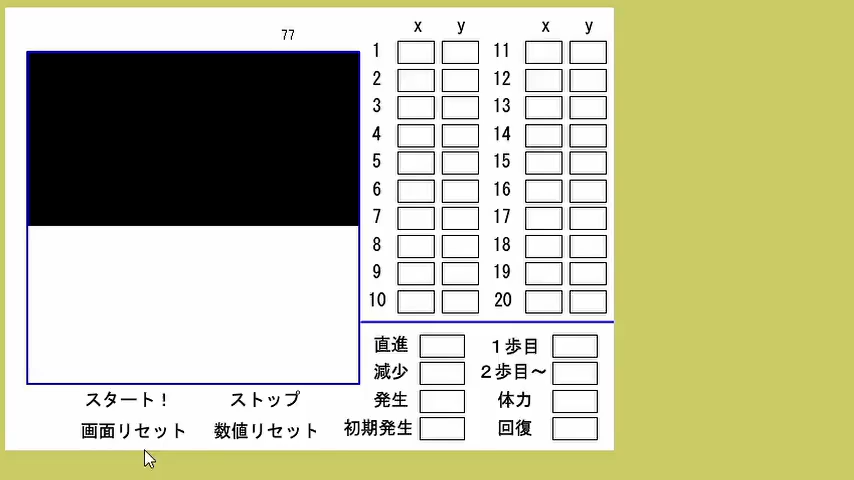 77
x y x y
1 11
2 12
3 13
4 14
5 15
6 16
7 17
8 18
9 19
10 20
直進 １歩目
減少 ２歩目～
発生 体力
初期発生 回復
スタート！ ストップ
画面リセット 数値リセット